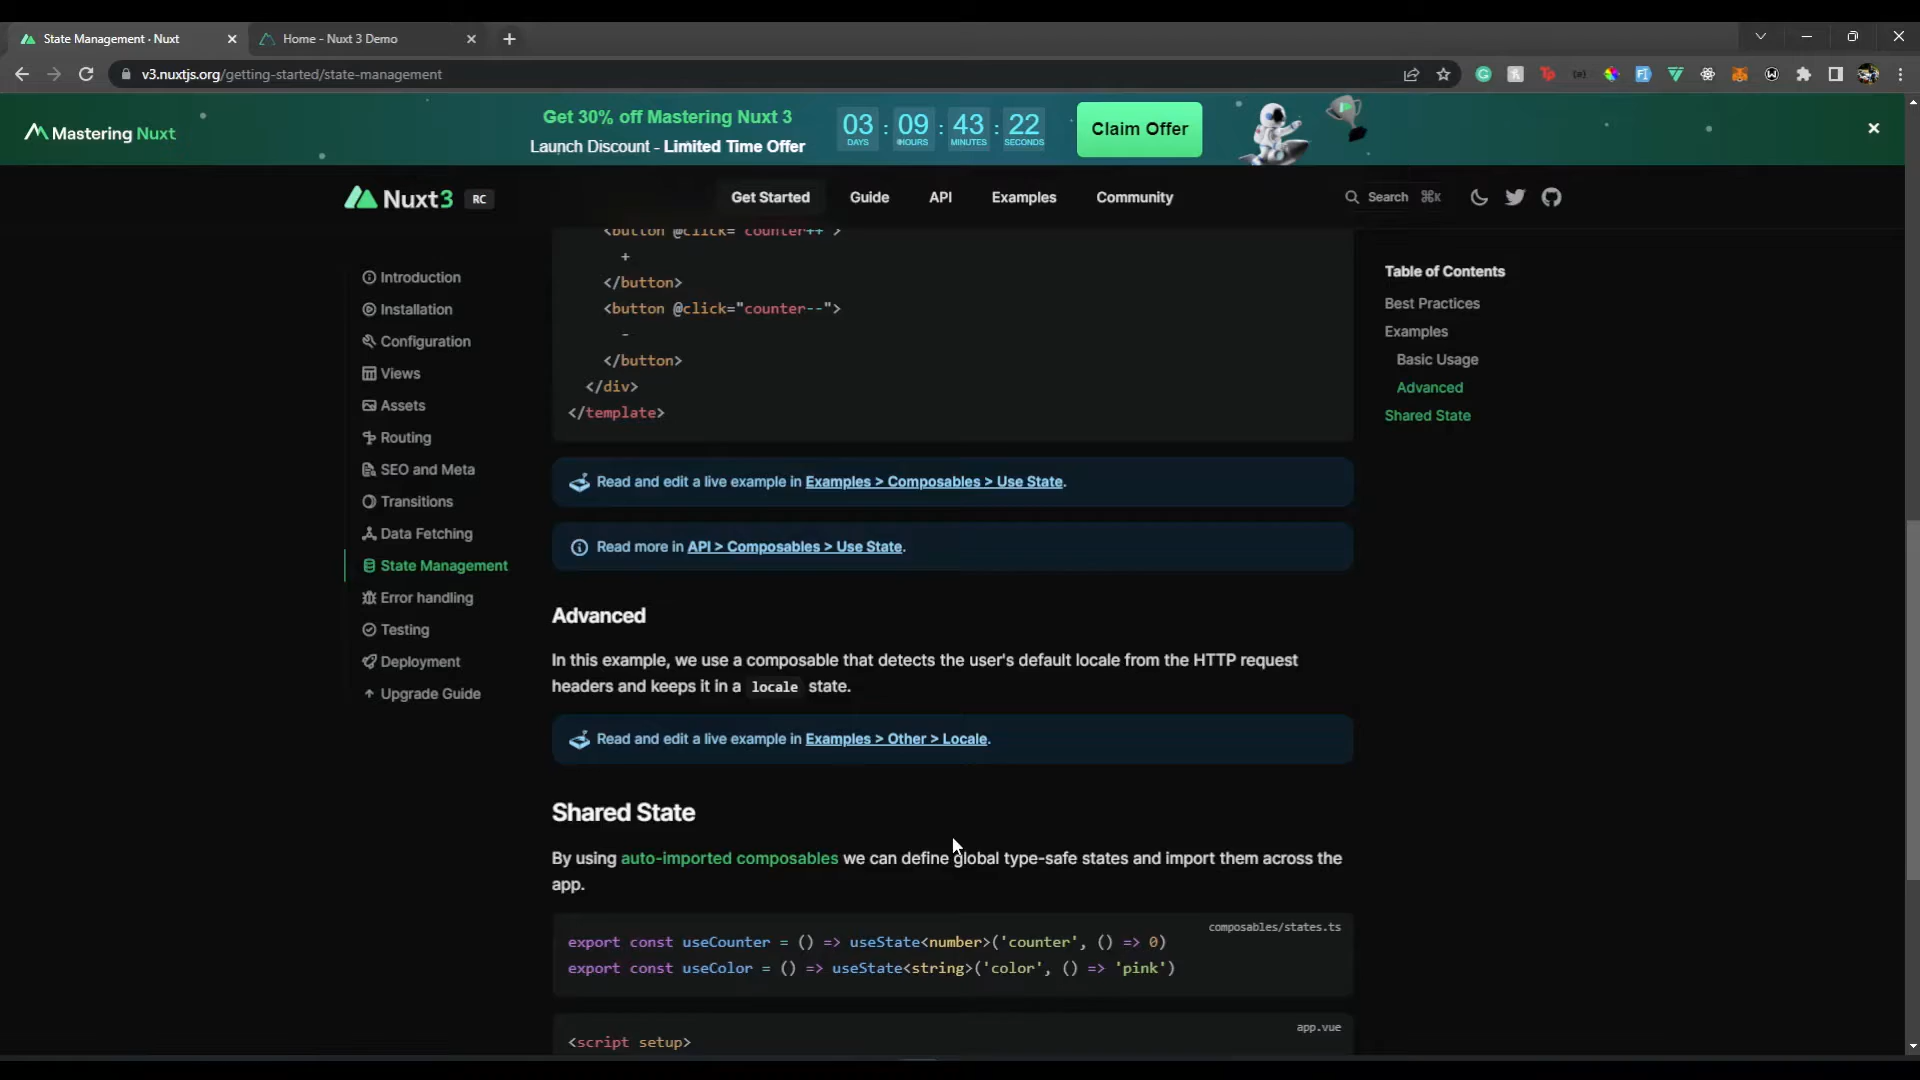 State Management · Nuxt
Home - Nuxt 3 Demo
v3.nuxtjs.org/getting-started/state-management
Mastering Nuxt
Get 30% off Mastering Nuxt 3
Launch Discount - Limited Time Offer
03 : 09 : 43 : 22
DAYS HOURS MINUTES SECONDS
Claim Offer
Nuxt3 RC
Get Started
Guide
API
Examples
Community
Search ⌘K
Introduction
Installation
Configuration
Views
Assets
Routing
SEO and Meta
Transitions
Data Fetching
State Management
Error handling
Testing
Deployment
Upgrade Guide
<button @click="counter++">
+
</button>
<button @click="counter--">
-
</button>
</div>
</template>
Read and edit a live example in Examples > Composables > Use State.
Read more in API > Composables > Use State.
Advanced
In this example, we use a composable that detects the user's default locale from the HTTP request
headers and keeps it in a locale state.
Read and edit a live example in Examples > Other > Locale.
Shared State
By using auto-imported composables we can define global type-safe states and import them across the
app.
composables/states.ts
export const useCounter = () => useState<number>('counter', () => 0)
export const useColor = () => useState<string>('color', () => 'pink')
app.vue
<script setup>
Table of Contents
Best Practices
Examples
Basic Usage
Advanced
Shared State